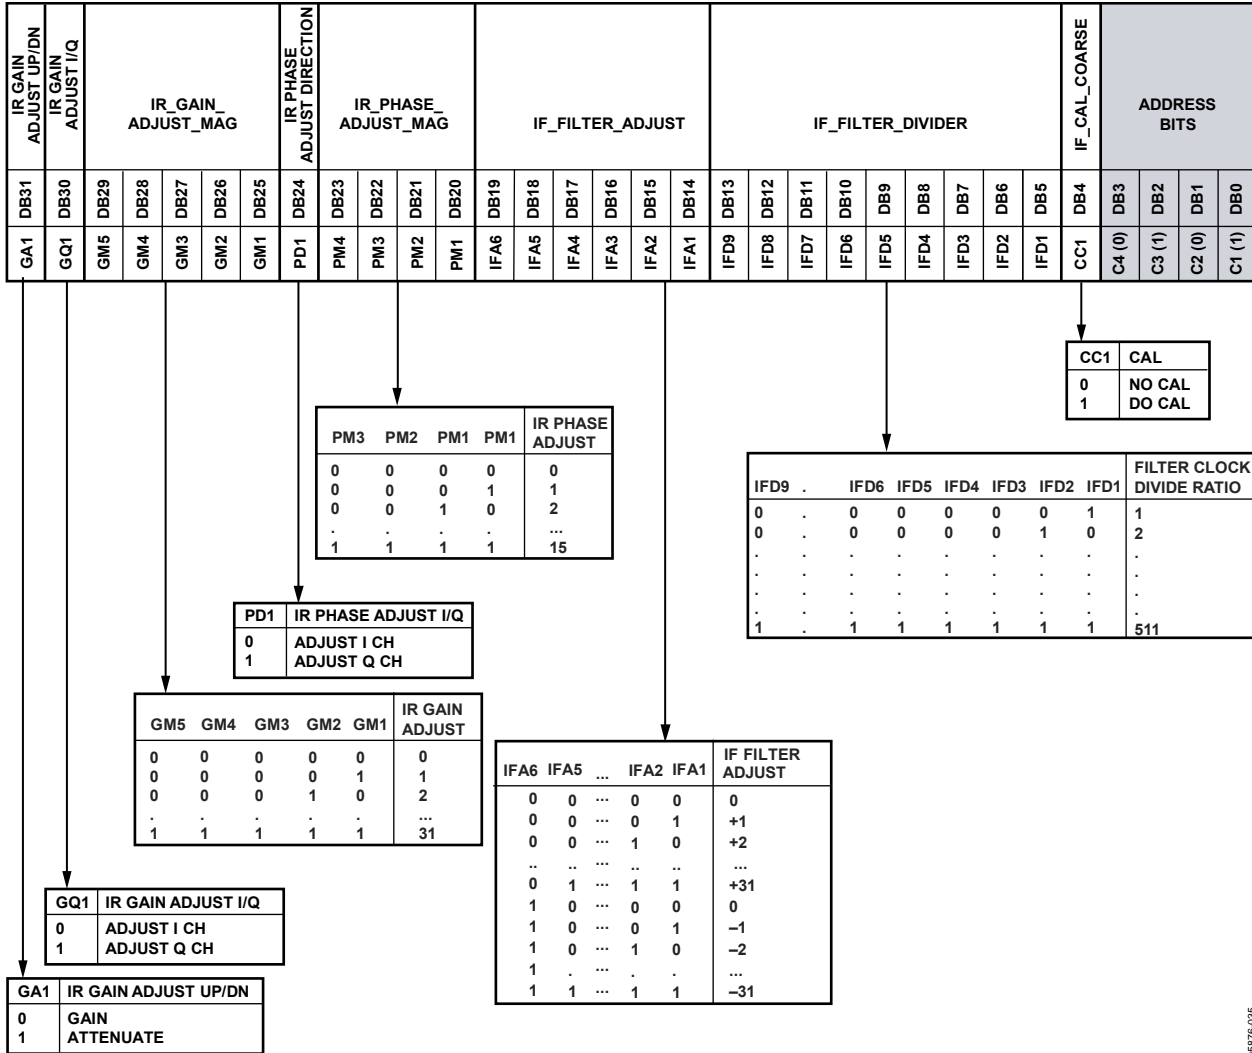 IR GAIN
ADJUST UP/DN
IR GAIN
ADJUST I/Q
IR_GAIN_
ADJUST_MAG
IR PHASE
ADJUST DIRECTION
IR_PHASE_
ADJUST_MAG
IF_FILTER_ADJUST
IF_FILTER_DIVIDER
IF_CAL_COARSE
ADDRESS
BITS
DB31 DB30 DB29 DB28 DB27 DB26 DB25 DB24 DB23 DB22 DB21 DB20 DB19 DB18 DB17 DB16 DB15 DB14 DB13 DB12 DB11 DB10 DB9 DB8 DB7 DB6 DB5 DB4 DB3 DB2 DB1 DB0
GA1 GQ1 GM5 GM4 GM3 GM2 GM1 PD1 PM4 PM3 PM2 PM1 IFA6 IFA5 IFA4 IFA3 IFA2 IFA1 IFD9 IFD8 IFD7 IFD6 IFD5 IFD4 IFD3 IFD2 IFD1 CC1 C4 (0) C3 (1) C2 (0) C1 (1)
CC1 CAL
0 NO CAL
1 DO CAL
PM3 PM2 PM1 PM1 IR PHASE
ADJUST
0 0 0 0 0
0 0 0 1 1
0 0 1 0 2
. . . . ...
1 1 1 1 15
IFD9 . IFD6 IFD5 IFD4 IFD3 IFD2 IFD1 FILTER CLOCK
DIVIDE RATIO
0 . 0 0 0 0 0 1 1
0 . 0 0 0 0 1 0 2
. . . . . . . . .
. . . . . . . . .
. . . . . . . . .
. . . . . . . . .
1 . 1 1 1 1 1 1 511
PD1 IR PHASE ADJUST I/Q
0 ADJUST I CH
1 ADJUST Q CH
GM5 GM4 GM3 GM2 GM1 IR GAIN
ADJUST
0 0 0 0 0 0
0 0 0 0 1 1
0 0 0 1 0 2
. . . . . ...
1 1 1 1 1 31
IFA6 IFA5 ... IFA2 IFA1 IF FILTER
ADJUST
0 0 ... 0 0 0
0 0 ... 0 1 +1
0 0 ... 1 0 +2
.. .. ... .. .. ...
0 1 ... 1 1 +31
1 0 ... 0 0 0
1 0 ... 0 1 –1
1 0 ... 1 0 –2
1 . ... . . ...
1 1 ... 1 1 –31
GQ1 IR GAIN ADJUST I/Q
0 ADJUST I CH
1 ADJUST Q CH
GA1 IR GAIN ADJUST UP/DN
0 GAIN
1 ATTENUATE